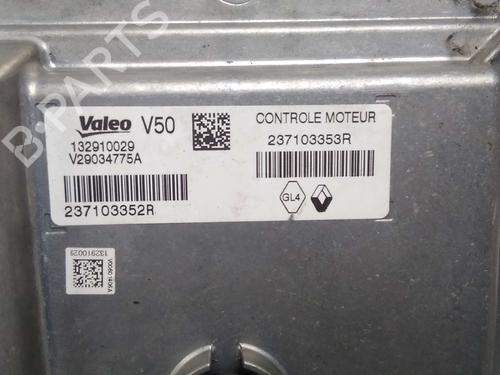 B-PARTS
Valeo V50
132910029
V29034775A
237103352R
CONTROLE MOTEUR
237103353R
GL4
132910029